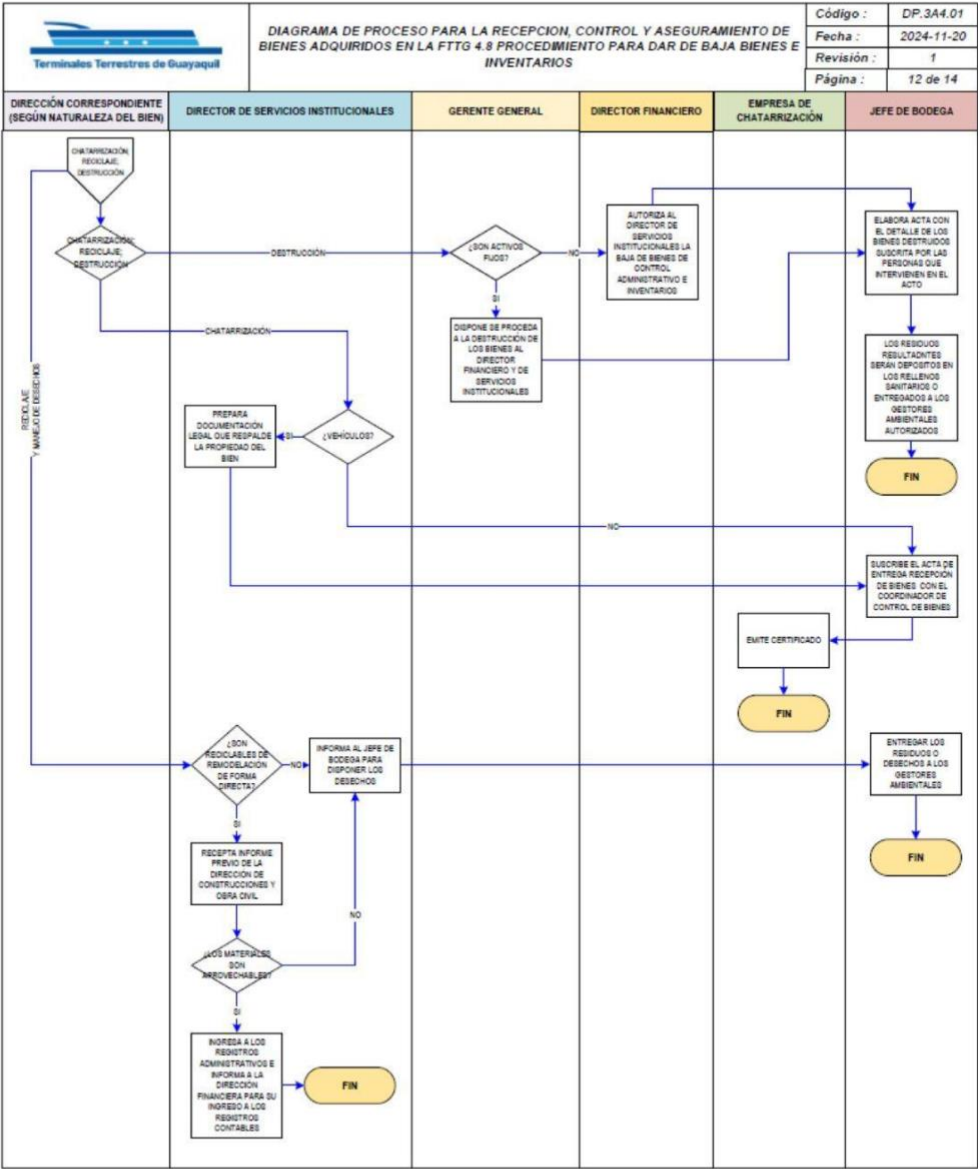 Terminales Terrestres de Guayaquil
DIAGRAMA DE PROCESO PARA LA RECEPCION, CONTROL Y ASEGURAMIENTO DE
BIENES ADQUIRIDOS EN LA FTTG 4.8 PROCEDIMIENTO PARA DAR DE BAJA BIENES E
INVENTARIOS
Código : DP.3A4.01
Fecha : 2024-11-20
Revisión : 1
Página : 12 de 14
DIRECCIÓN CORRESPONDIENTE
(SEGÚN NATURALEZA DEL BIEN)
DIRECTOR DE SERVICIOS INSTITUCIONALES
GERENTE GENERAL
DIRECTOR FINANCIERO
EMPRESA DE
CHATARRIZACIÓN
JEFE DE BODEGA
CHATARRIZACIÓN;
RECICLAJE;
DESTRUCCIÓN
CHATARRIZACIÓN;
RECICLAJE;
DESTRUCCIÓN
DESTRUCCIÓN
¿SON ACTIVOS
FIJOS?
NO
AUTORIZA AL
DIRECTOR DE
SERVICIOS
INSTITUCIONALES LA
BAJA DE BIENES DE
CONTROL
ADMINISTRATIVO E
INVENTARIOS
ELABORA ACTA CON
EL DETALLE DE LOS
BIENES DESTRUIDOS
SUSCRITA POR LAS
PERSONAS QUE
INTERVIENEN EN EL
ACTO
SI
DISPONE SE PROCEDA
A LA DESTRUCCIÓN DE
LOS BIENES AL
DIRECTOR
FINANCIERO Y DE
SERVICIOS
INSTITUCIONALES
LOS RESIDUOS
RESULTADNTES
SERÁN DEPOSITOS EN
LOS RELLENOS
SANITARIOS O
ENTREGADOS A LOS
GESTORES
AMBIENTALES
AUTORIZADOS
FIN
CHATARRIZACIÓN
RECICLAJE
Y MANEJO DE DESECHOS
PREPARA
DOCUMENTACIÓN
LEGAL QUE RESPALDE
LA PROPIEDAD DEL
BIEN
SI
¿VEHÍCULOS?
NO
SUSCRIBE EL ACTA DE
ENTREGA RECEPCIÓN
DE BIENES CON EL
COORDINADOR DE
CONTROL DE BIENES
EMITE CERTIFICADO
FIN
¿SON
RECICLABLES DE
REMODELACIÓN
DE FORMA
DIRECTA?
NO
INFORMA AL JEFE DE
BODEGA PARA
DISPONER LOS
DESECHOS
ENTREGAR LOS
RESIDUOS O
DESECHOS A LOS
GESTORES
AMBIENTALES
FIN
SI
RECEPTA INFORME
PREVIO DE LA
DIRECCIÓN DE
CONSTRUCCIONES Y
OBRA CIVIL
NO
¿LOS MATERIALES
SON
APROVECHABLES?
SI
INGRESA A LOS
REGISTROS
ADMINISTRATIVOS E
INFORMA A LA
DIRECCIÓN
FINANCIERA PARA SU
INGRESO A LOS
REGISTROS
CONTABLES
FIN